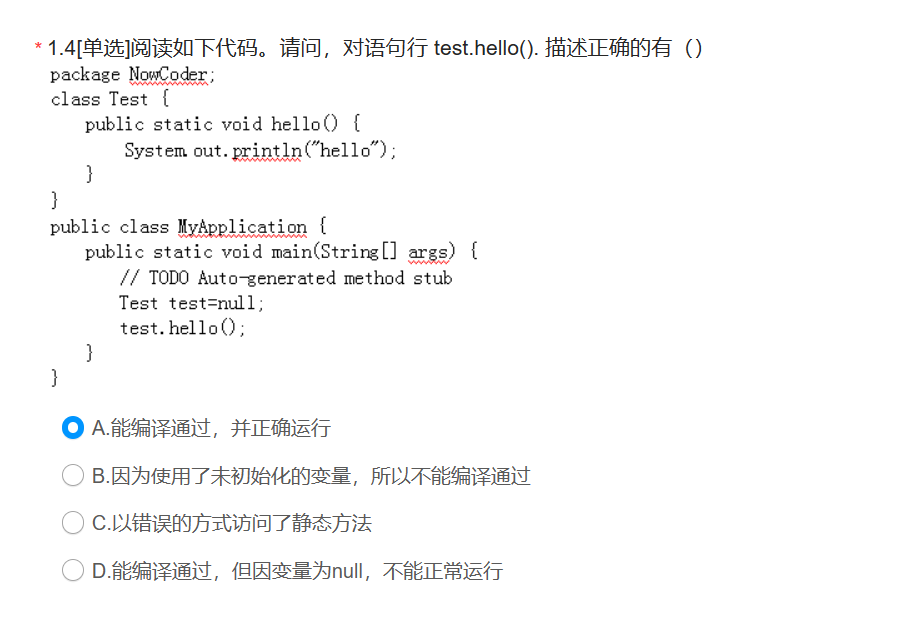 * 1.4[单选]阅读如下代码。请问，对语句行 test.hello(). 描述正确的有（）
package NowCoder;
class Test {
public static void hello() {
System.out.println("hello");
}
}
public class MyApplication {
public static void main(String[] args) {
// TODO Auto-generated method stub
Test test=null;
test.hello();
}
}
A.能编译通过，并正确运行
B.因为使用了未初始化的变量，所以不能编译通过
C.以错误的方式访问了静态方法
D.能编译通过，但因变量为null，不能正常运行